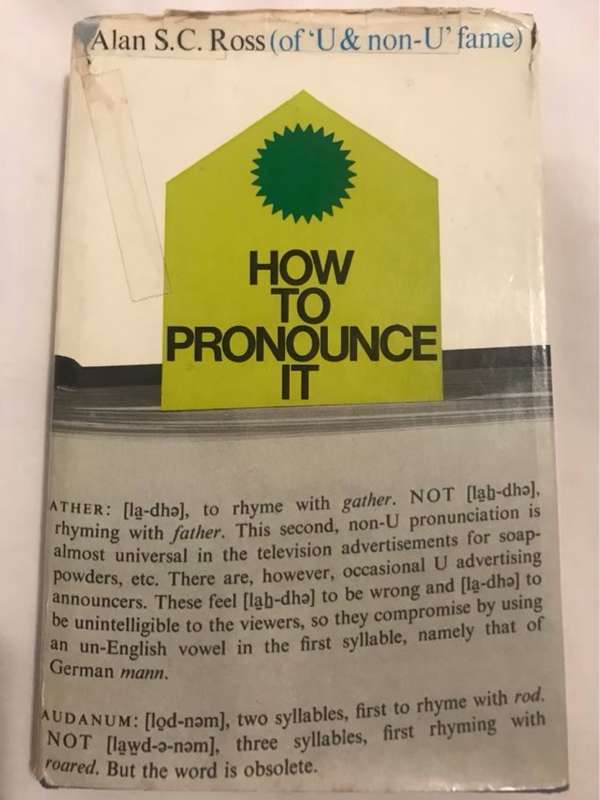 Alan S.C. Ross (of 'U & non-U' fame)
HOW
TO
PRONOUNCE
IT
ATHER: [la̱-dhə], to rhyme with gather. NOT [la̱ẖ-dhə],
rhyming with father. This second, non-U pronunciation is
almost universal in the television advertisements for soap-
powders, etc. There are, however, occasional U advertising
announcers. These feel [la̱ẖ-dhə] to be wrong and [la̱-dhə] to
be unintelligible to the viewers, so they compromise by using
an un-English vowel in the first syllable, namely that of
German mann.
AUDANUM: [lo̱d-nəm], two syllables, first to rhyme with rod.
NOT [la̱w̱d-ə-nəm], three syllables, first rhyming with
roared. But the word is obsolete.